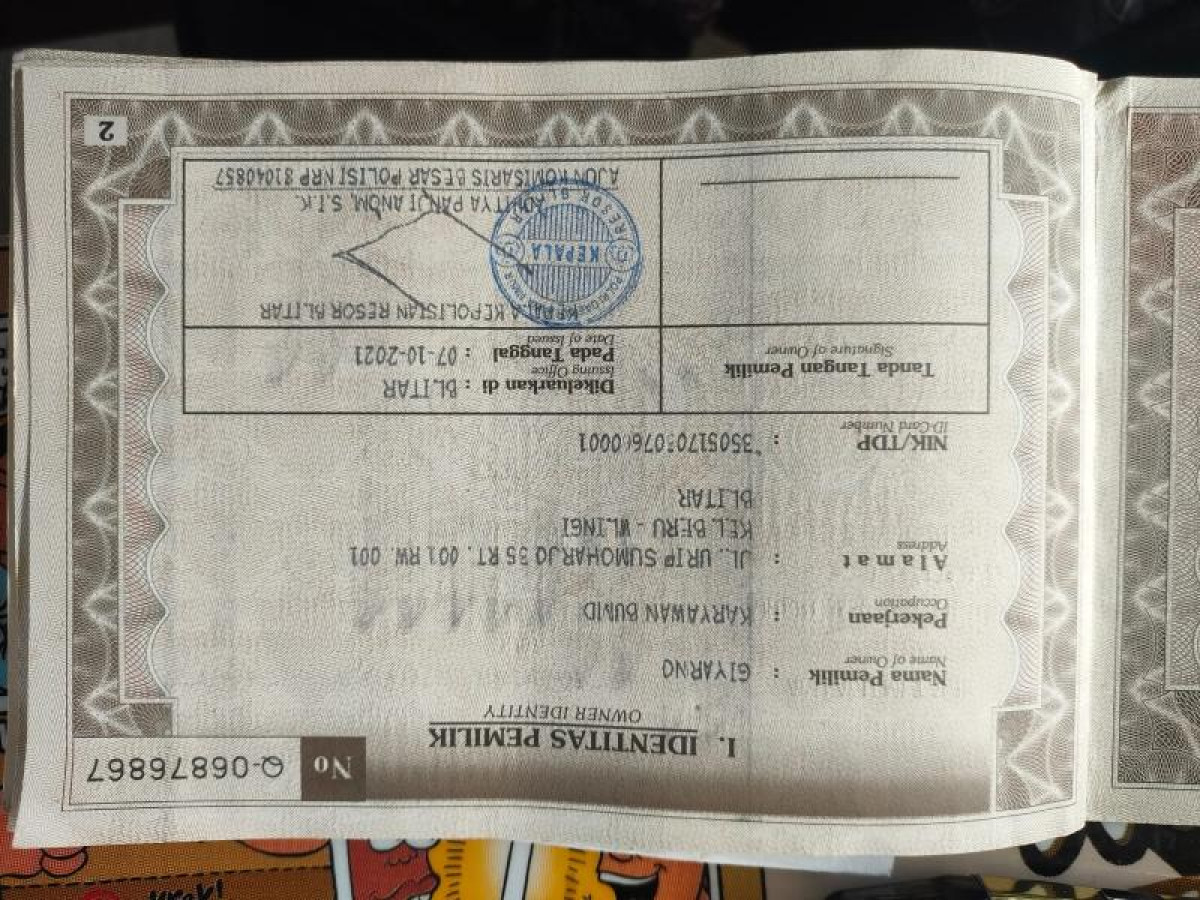 No Q-06876867
I. IDENTITAS PEMILIK
OWNER IDENTITY
Nama Pemilik : GIYARNO
Name of Owner
Pekerjaan : KARYAWAN BUMD
Occupation
Alamat : JL. URIP SUMOHARJO 35 RT. 001 RW. 001
Address
KEL BERU - WLINGI
BLITAR
NIK/TDP :
ID-Card Number
Tanda Tangan Pemilik
Signature of Owner
Dikeluarkan di : BLITAR
Issuing Office
Pada Tanggal : 07-10-2021
Date of Issued
KEPALA KEPOLISIAN RESOR BLITAR
KEPALA
RESOR BLITAR
ADHITYA PANJI ANOM, S.I.K.
AJUN KOMISARIS BESAR POLISI NRP 81040857
2